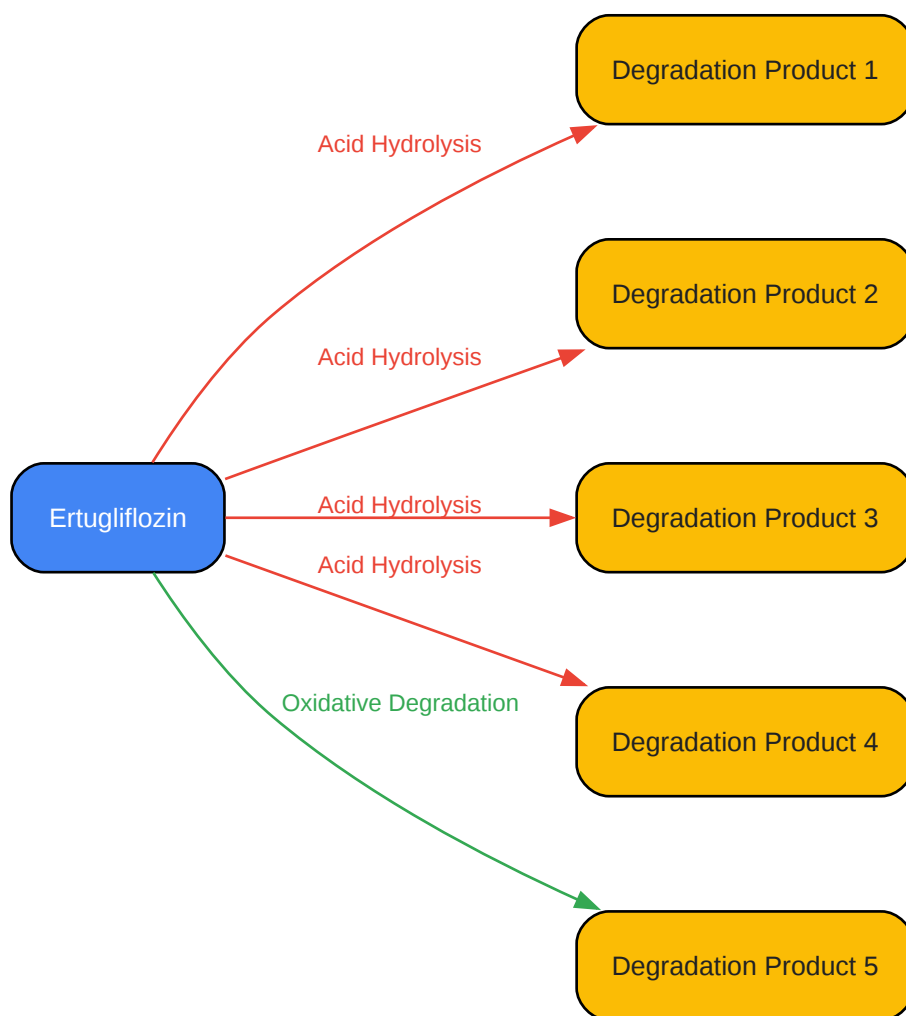 Degradation Product 1
Acid Hydrolysis
Degradation Product 2
Acid Hydrolysis
Ertugliflozin
Acid Hydrolysis
Degradation Product 3
Acid Hydrolysis
Oxidative Degradation
Degradation Product 4
Degradation Product 5